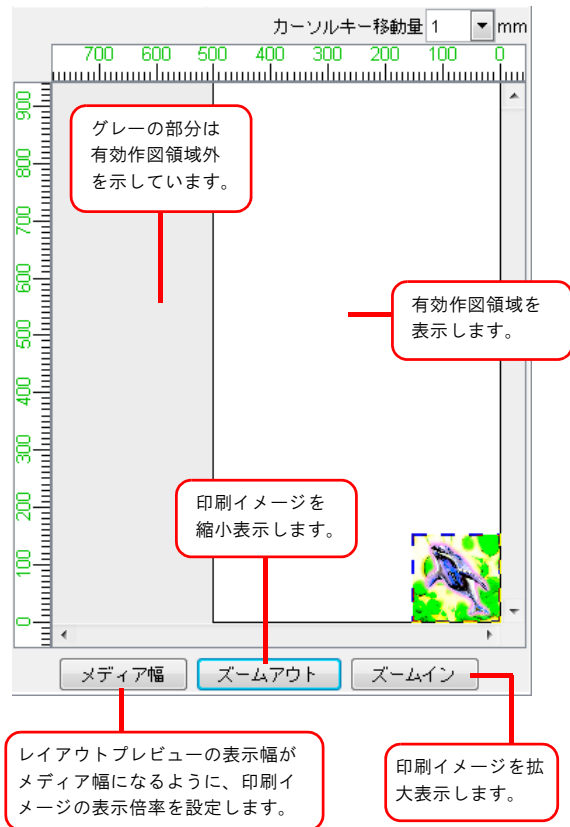 カーソルキー移動量 1 mm
700 600 500 400 300 200 100 0
900
800
700
600
500
400
300
200
100
0
グレーの部分は
有効作図領域外
を示しています。
有効作図領域を
表示します。
印刷イメージを
縮小表示します。
メディア幅 ズームアウト ズームイン
レイアウトプレビューの表示幅が
メディア幅になるように、印刷イ
メージの表示倍率を設定します。
印刷イメージを拡
大表示します。